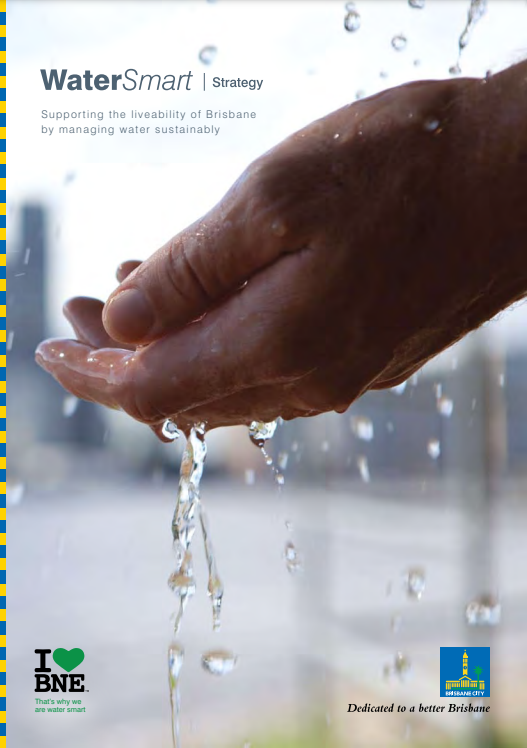 WaterSmart | Strategy
Supporting the liveability of Brisbane
by managing water sustainably
I
BNE™
That's why we
are water smart
BRISBANE CITY
Dedicated to a better Brisbane